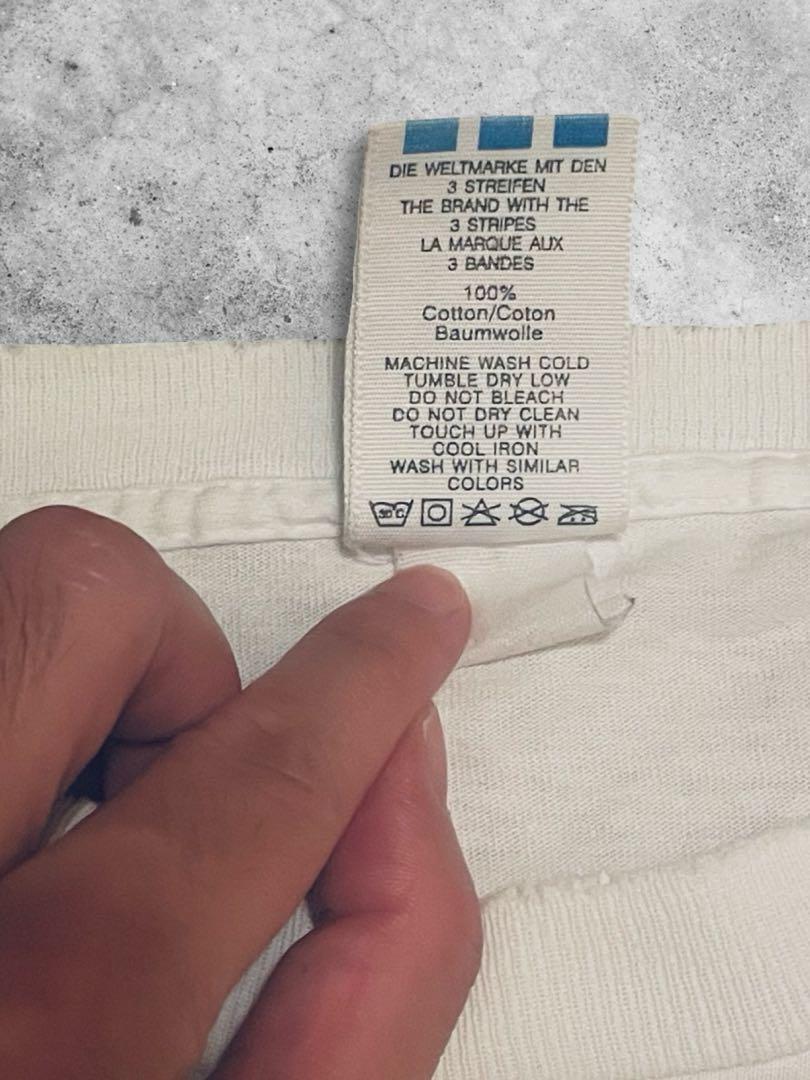 DIE WELTMARKE MIT DEN
3 STREIFEN
THE BRAND WITH THE
3 STRIPES
LA MARQUE AUX
3 BANDES
100%
Cotton/Coton
Baumwolle
MACHINE WASH COLD
TUMBLE DRY LOW
DO NOT BLEACH
DO NOT DRY CLEAN
TOUCH UP WITH
COOL IRON
WASH WITH SIMILAR
COLORS
30°C